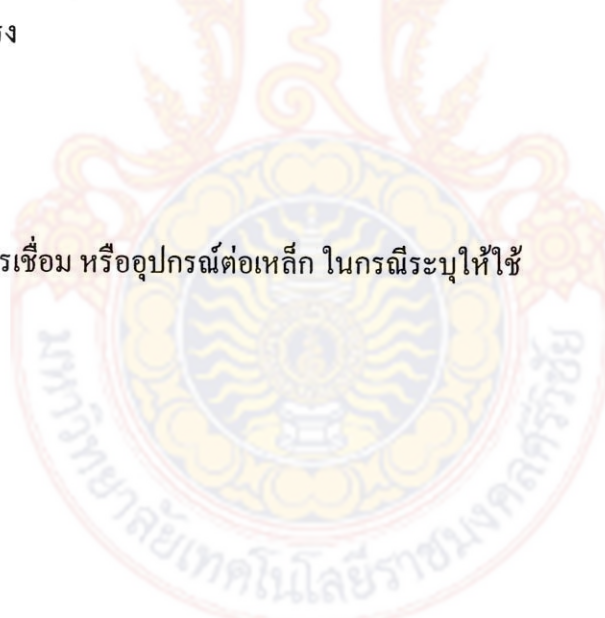 รง
รเชื่อม หรืออุปกรณ์ต่อเหล็ก ในกรณีระบุให้ใช้
มหาวิทยาลัยเทคโนโลยีราชมงคลศรีวิชัย